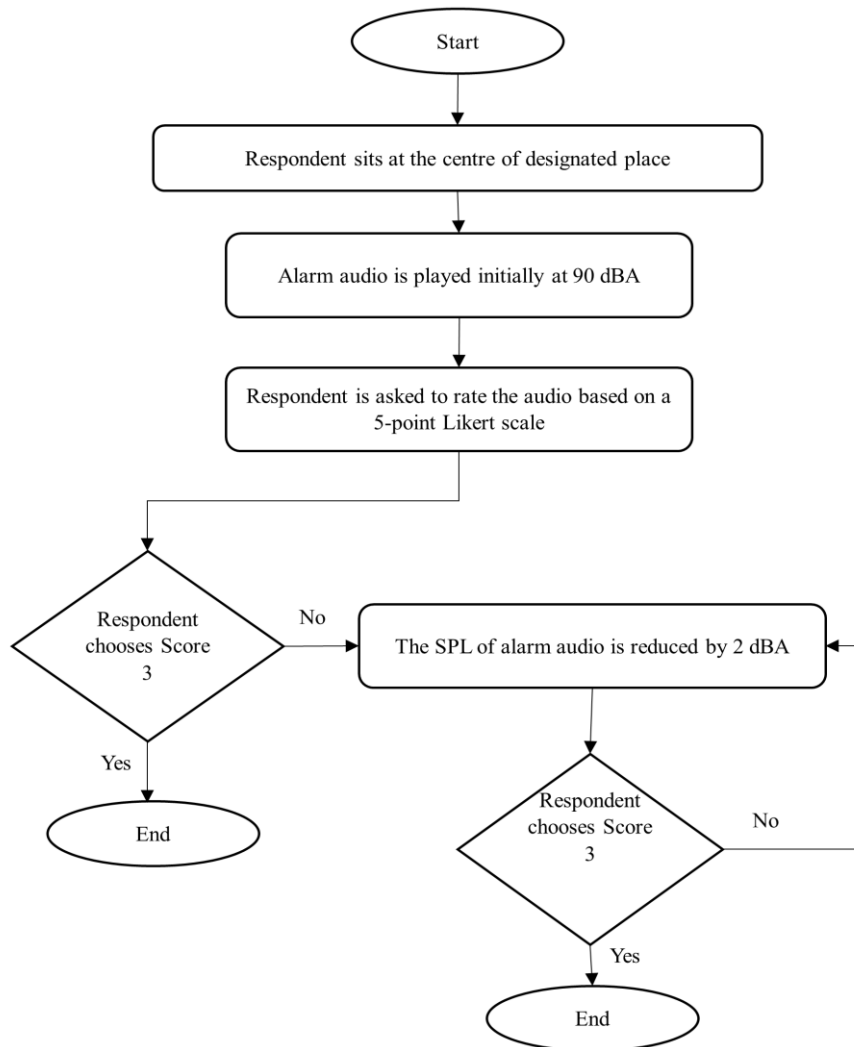 Start
Respondent sits at the centre of designated place
Alarm audio is played initially at 90 dBA
Respondent is asked to rate the audio based on a
5-point Likert scale
Respondent
chooses Score
3
No
The SPL of alarm audio is reduced by 2 dBA
Yes
End
Respondent
chooses Score
3
No
Yes
End